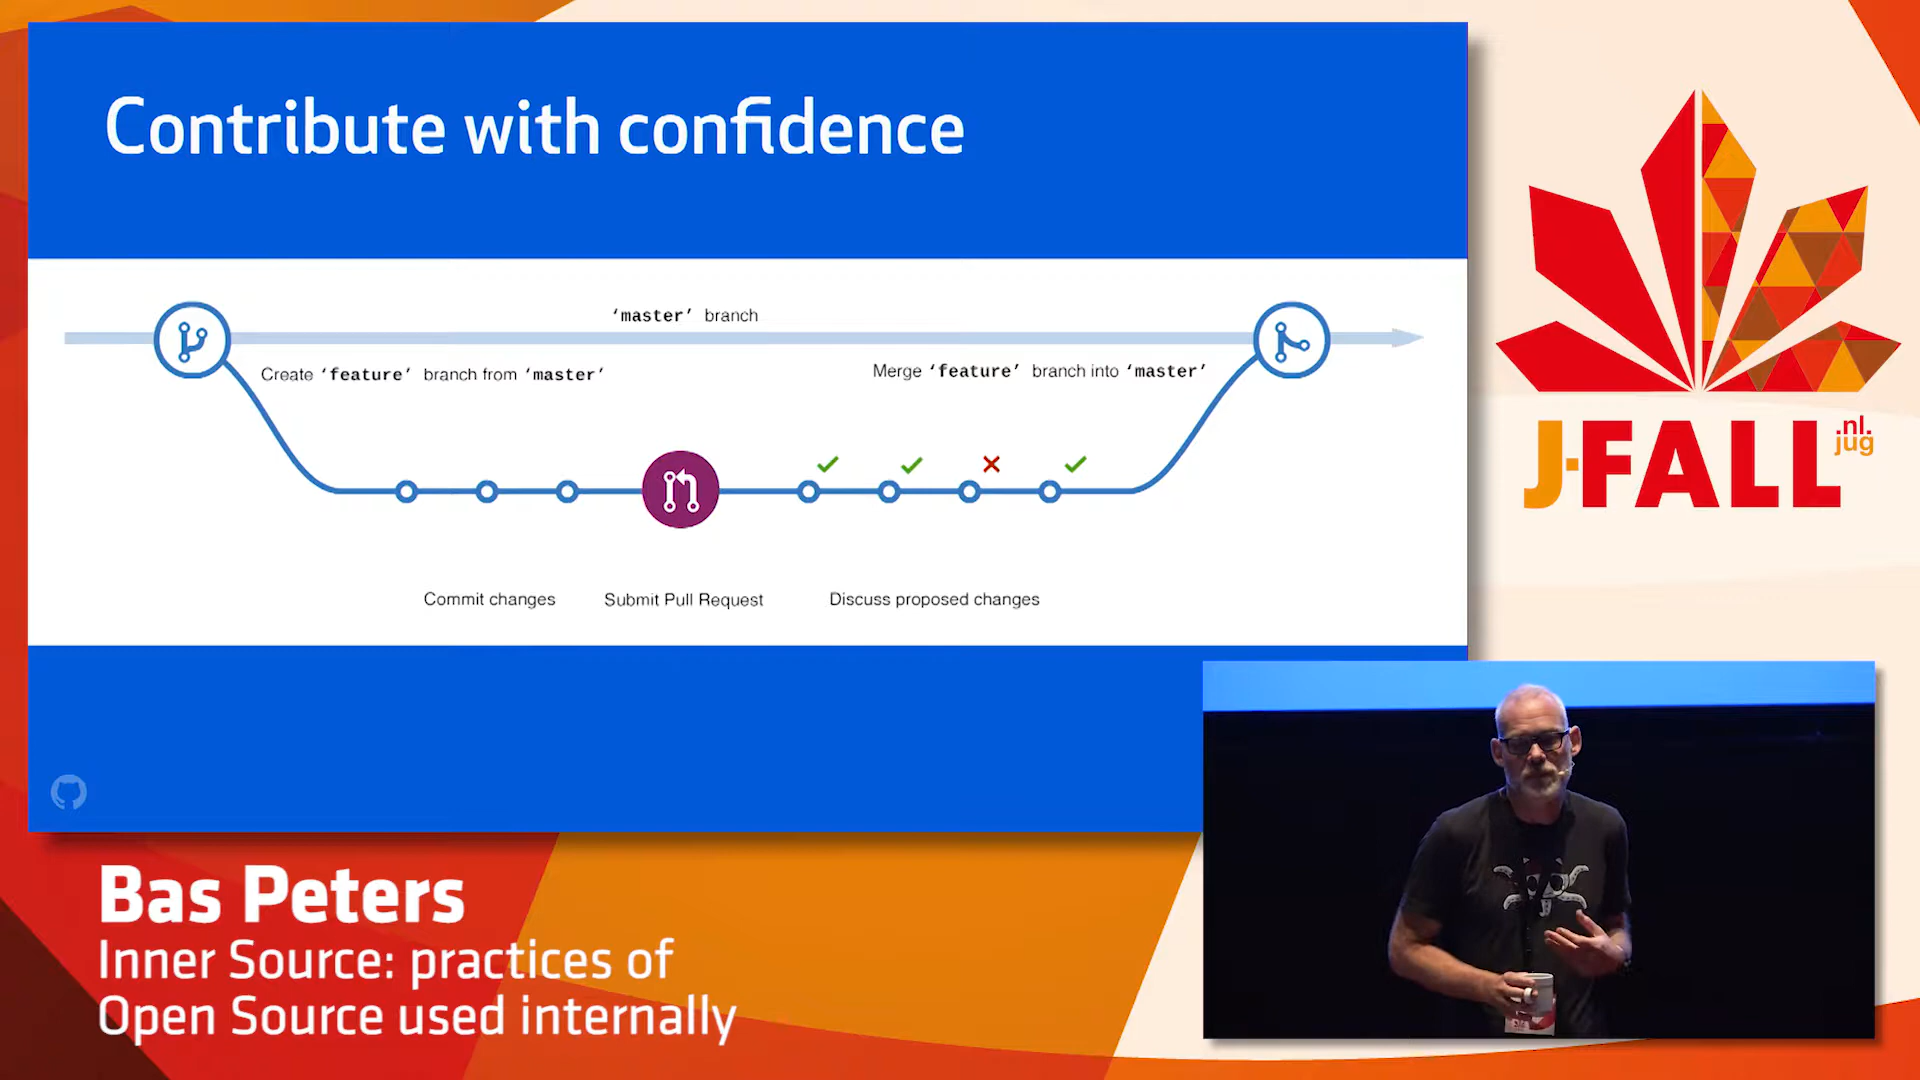 Contribute with confidence
‘master’ branch
Create ‘feature’ branch from ‘master’
Merge ‘feature’ branch into ‘master’
Commit changes
Submit Pull Request
Discuss proposed changes
J-FALL
.nl.
jug
Bas Peters
Inner Source: practices of
Open Source used internally